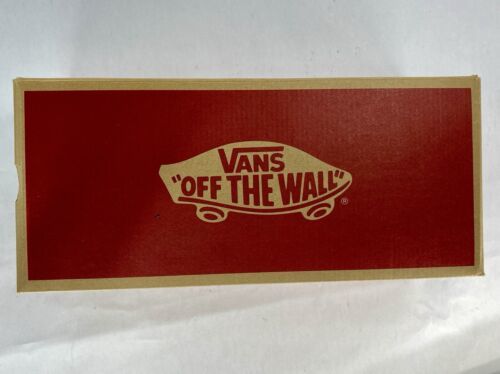 VANS
"OFF THE WALL"
®